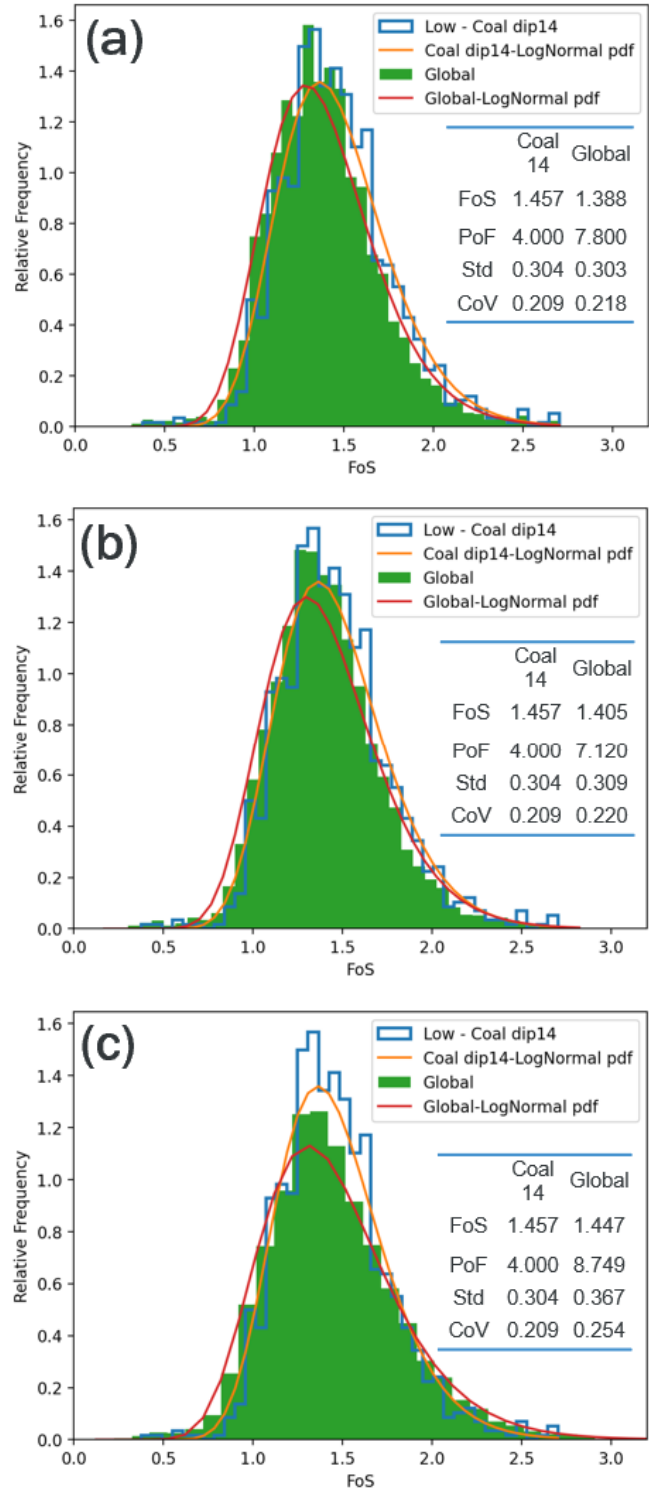 (a)
Low - Coal dip14
Coal dip14-LogNormal pdf
Global
Global-LogNormal pdf
Coal 14 Global
FoS 1.457 1.388
PoF 4.000 7.800
Std 0.304 0.303
CoV 0.209 0.218
Relative Frequency
1.6
1.4
1.2
1.0
0.8
0.6
0.4
0.2
0.0
0.0 0.5 1.0 1.5 2.0 2.5 3.0
FoS
(b)
Low - Coal dip14
Coal dip14-LogNormal pdf
Global
Global-LogNormal pdf
Coal 14 Global
FoS 1.457 1.405
PoF 4.000 7.120
Std 0.304 0.309
CoV 0.209 0.220
Relative Frequency
1.6
1.4
1.2
1.0
0.8
0.6
0.4
0.2
0.0
0.0 0.5 1.0 1.5 2.0 2.5 3.0
FoS
(c)
Low - Coal dip14
Coal dip14-LogNormal pdf
Global
Global-LogNormal pdf
Coal 14 Global
FoS 1.457 1.447
PoF 4.000 8.749
Std 0.304 0.367
CoV 0.209 0.254
Relative Frequency
1.6
1.4
1.2
1.0
0.8
0.6
0.4
0.2
0.0
0.0 0.5 1.0 1.5 2.0 2.5 3.0
FoS